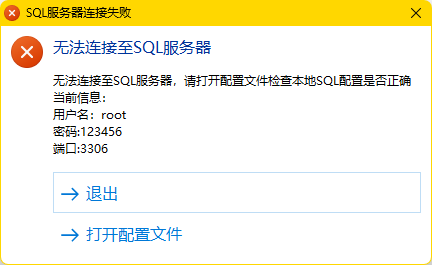 SQL服务器连接失败
无法连接至SQL服务器
无法连接至SQL服务器，请打开配置文件检查本地SQL配置是否正确
当前信息：
用户名：root
密码:123456
端口:3306
退出
打开配置文件